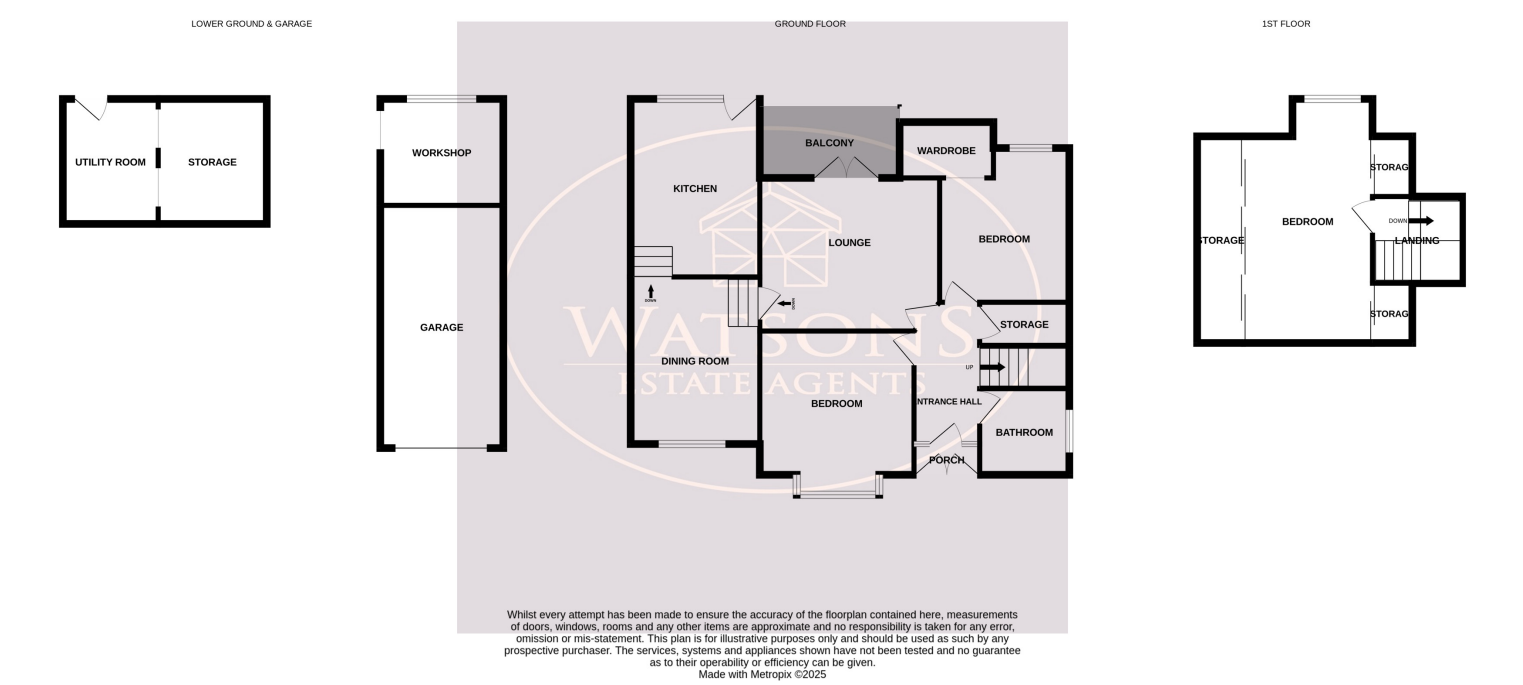 LOWER GROUND & GARAGE
GROUND FLOOR
1ST FLOOR
UTILITY ROOM
STORAGE
WORKSHOP
GARAGE
KITCHEN
BALCONY
WARDROBE
LOUNGE
BEDROOM
DOWN
DOWN
STORAGE
DINING ROOM
UP
BEDROOM
NTRANCE HALL
BATHROOM
PORCH
WATSONS
ESTATE AGENTS
STORAG
BEDROOM
DOWN
TORAGE
LANDING
STORAG
Whilst every attempt has been made to ensure the accuracy of the floorplan contained here, measurements
of doors, windows, rooms and any other items are approximate and no responsibility is taken for any error,
omission or mis-statement. This plan is for illustrative purposes only and should be used as such by any
prospective purchaser. The services, systems and appliances shown have not been tested and no guarantee
as to their operability or efficiency can be given.
Made with Metropix ©2025